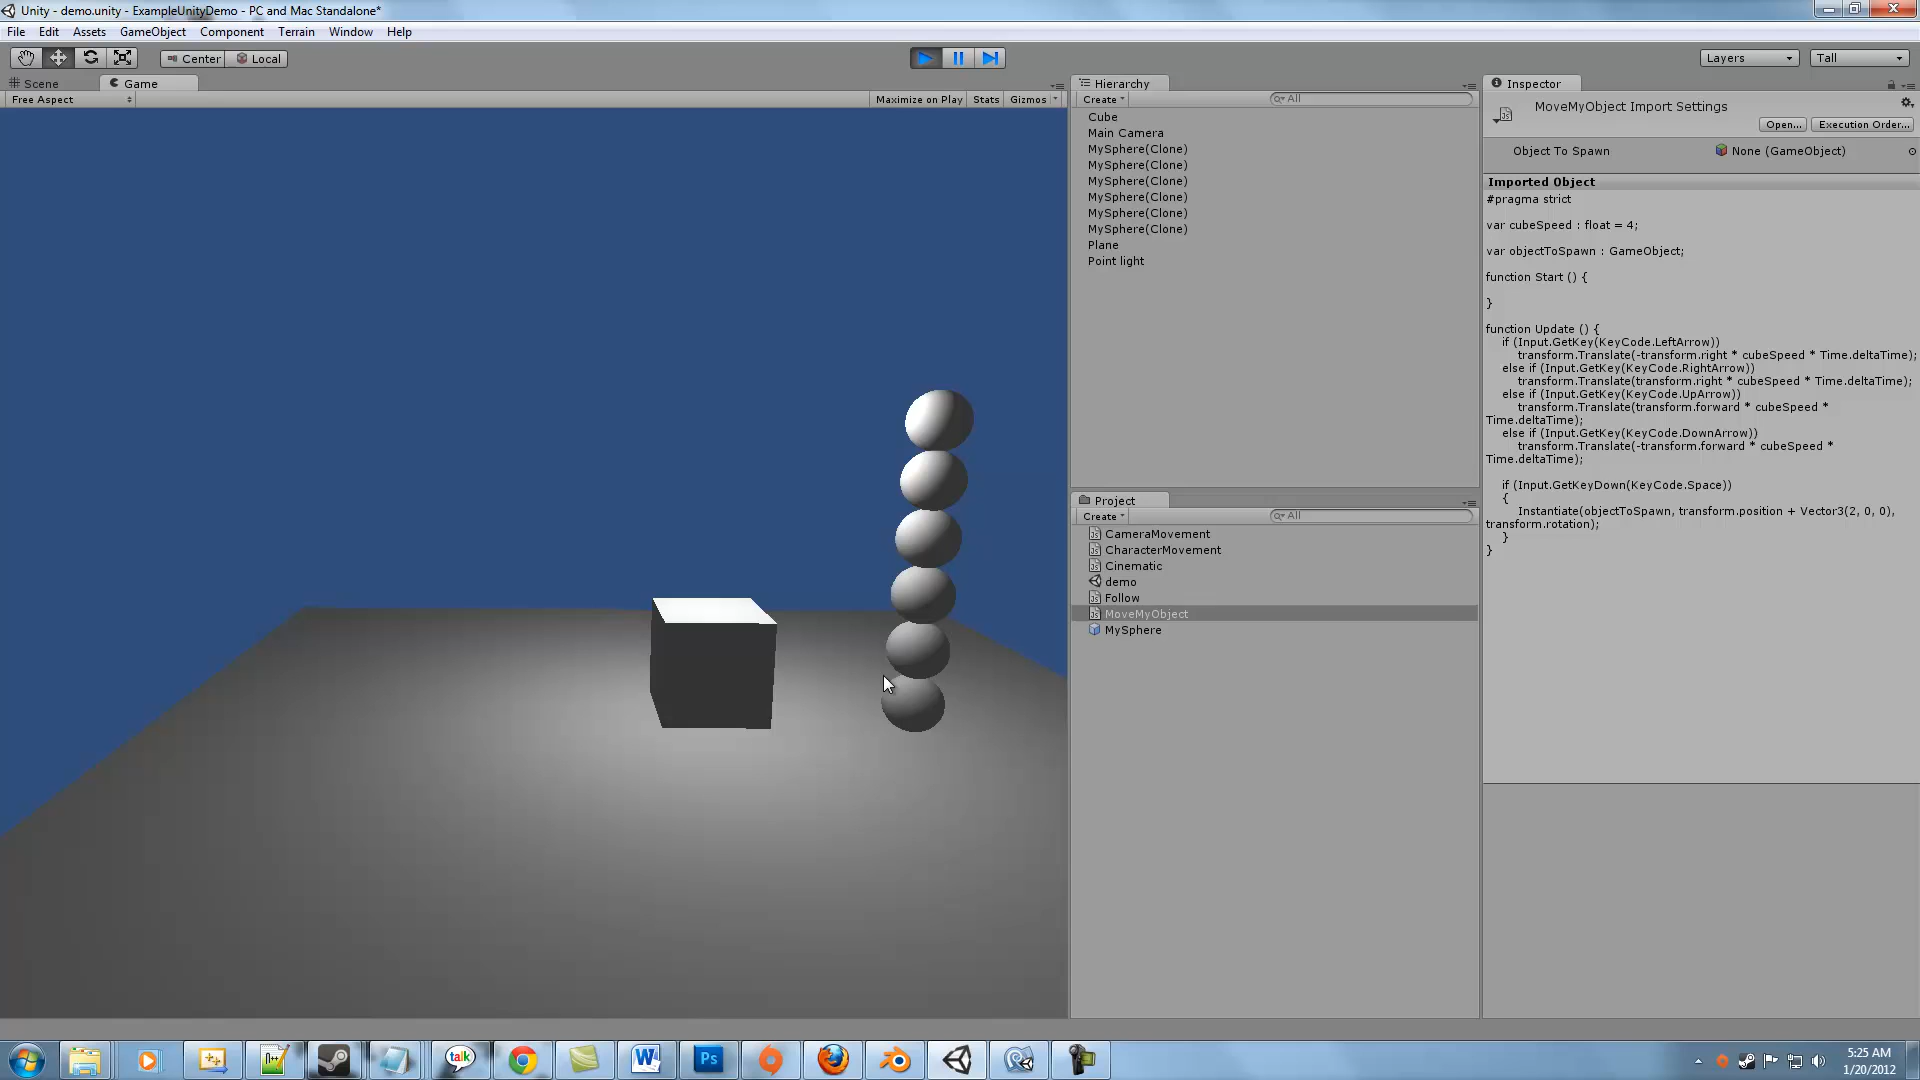 Unity - demo.unity - ExampleUnityDemo - PC and Mac Standalone*
File Edit Assets GameObject Component Terrain Window Help
Center Local
Layers Tall
Scene Game
Free Aspect
Maximize on Play Stats Gizmos
Hierarchy
Create
All
Cube
Main Camera
MySphere(Clone)
MySphere(Clone)
MySphere(Clone)
MySphere(Clone)
MySphere(Clone)
MySphere(Clone)
Plane
Point light
Project
Create
All
CameraMovement
CharacterMovement
Cinematic
demo
Follow
MoveMyObject
MySphere
Inspector
MoveMyObject Import Settings
Open... Execution Order...
Object To Spawn None (GameObject)
Imported Object
#pragma strict
var cubeSpeed : float = 4;
var objectToSpawn : GameObject;
function Start () {
}
function Update () {
if (Input.GetKey(KeyCode.LeftArrow))
transform.Translate(-transform.right * cubeSpeed * Time.deltaTime);
else if (Input.GetKey(KeyCode.RightArrow))
transform.Translate(transform.right * cubeSpeed * Time.deltaTime);
else if (Input.GetKey(KeyCode.UpArrow))
transform.Translate(transform.forward * cubeSpeed *
Time.deltaTime);
else if (Input.GetKey(KeyCode.DownArrow))
transform.Translate(-transform.forward * cubeSpeed *
Time.deltaTime);
if (Input.GetKeyDown(KeyCode.Space))
{
Instantiate(objectToSpawn, transform.position + Vector3(2, 0, 0),
transform.rotation);
}
}
talk
W
Ps
5:25 AM
1/20/2012